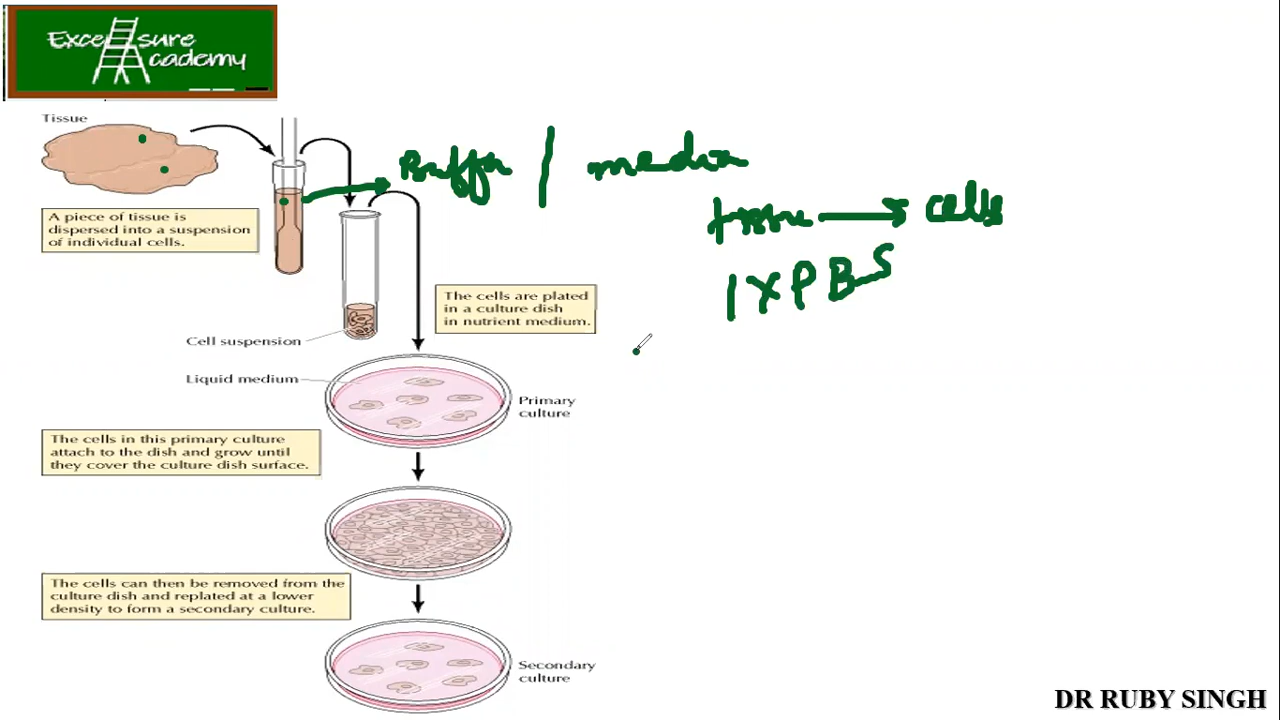 Excelsure
Academy
Tissue
Buffer / media
tissue → cells
1X PBS
A piece of tissue is
dispersed into a suspension
of individual cells.
The cells are plated
in a culture dish
in nutrient medium.
Cell suspension
Liquid medium
Primary
culture
The cells in this primary culture
attach to the dish and grow until
they cover the culture dish surface.
The cells can then be removed from the
culture dish and replated at a lower
density to form a secondary culture.
Secondary
culture
DR RUBY SINGH